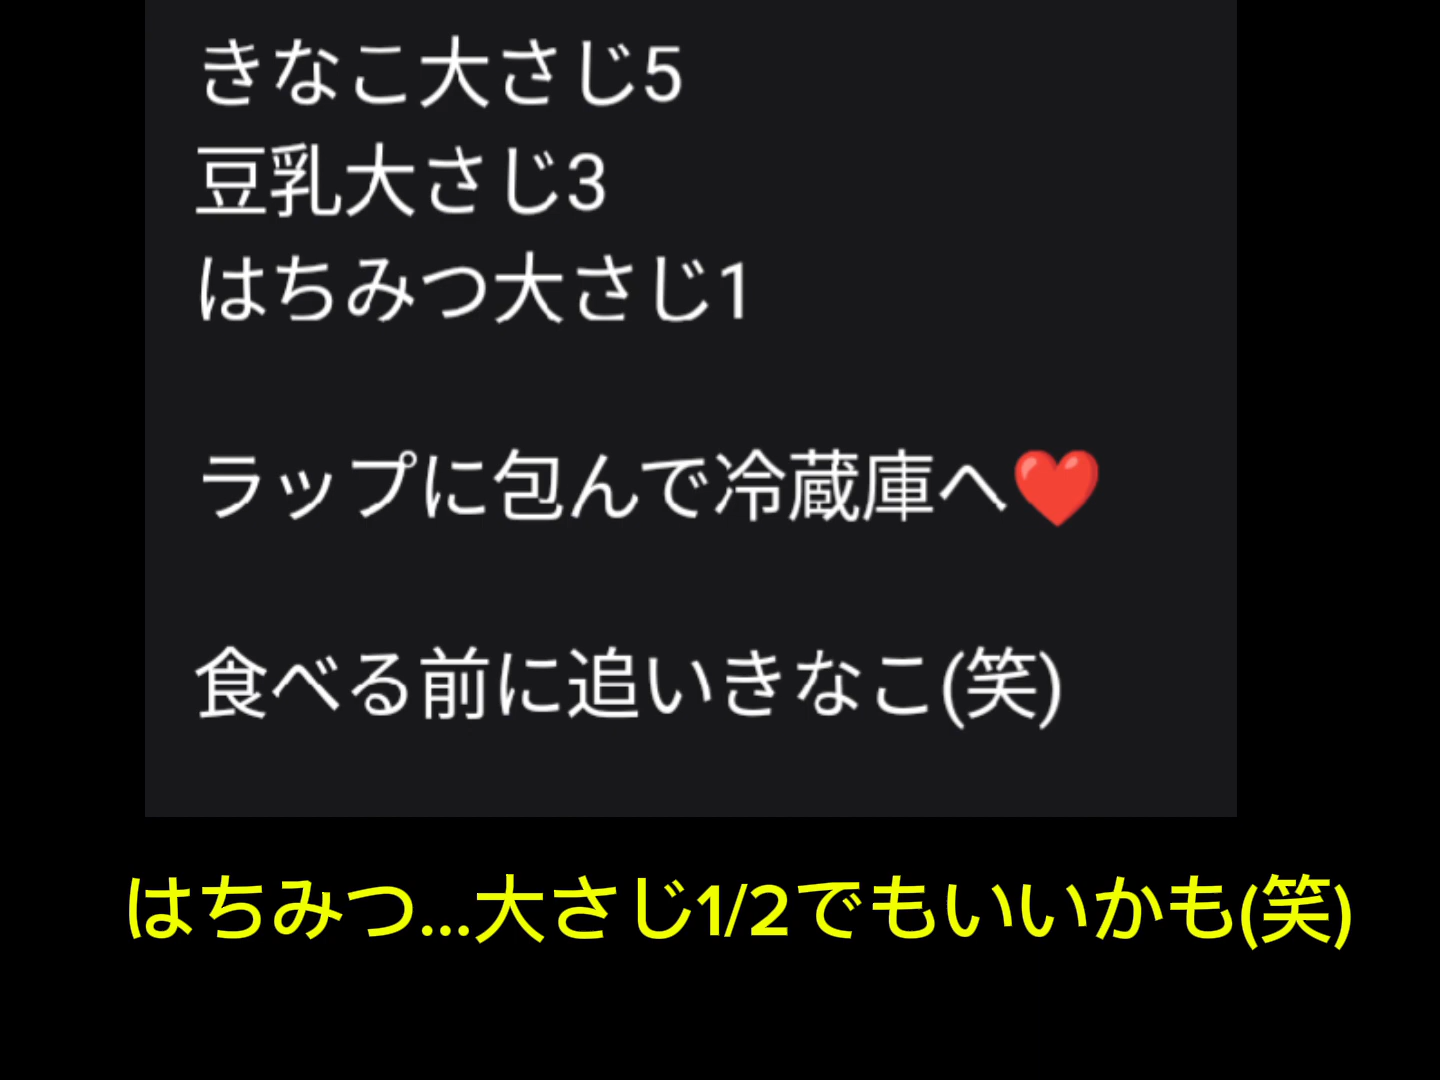 きなこ大さじ5
豆乳大さじ3
はちみつ大さじ1
ラップに包んで冷蔵庫へ❤️
食べる前に追いきなこ(笑)
はちみつ...大さじ1/2でもいいかも(笑)